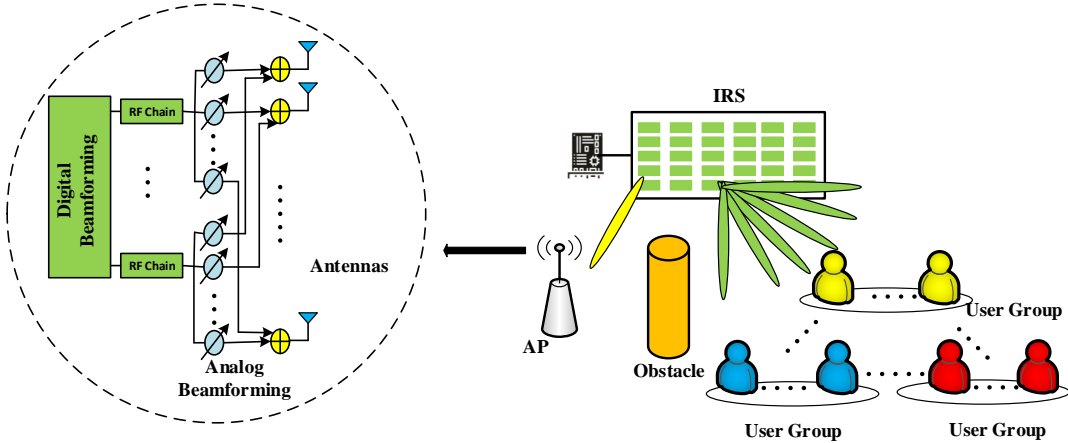 Digital
Beamforming
RF Chain
RF Chain
Antennas
Analog
Beamforming
IRS
AP
Obstacle
User Group
User Group
User Group